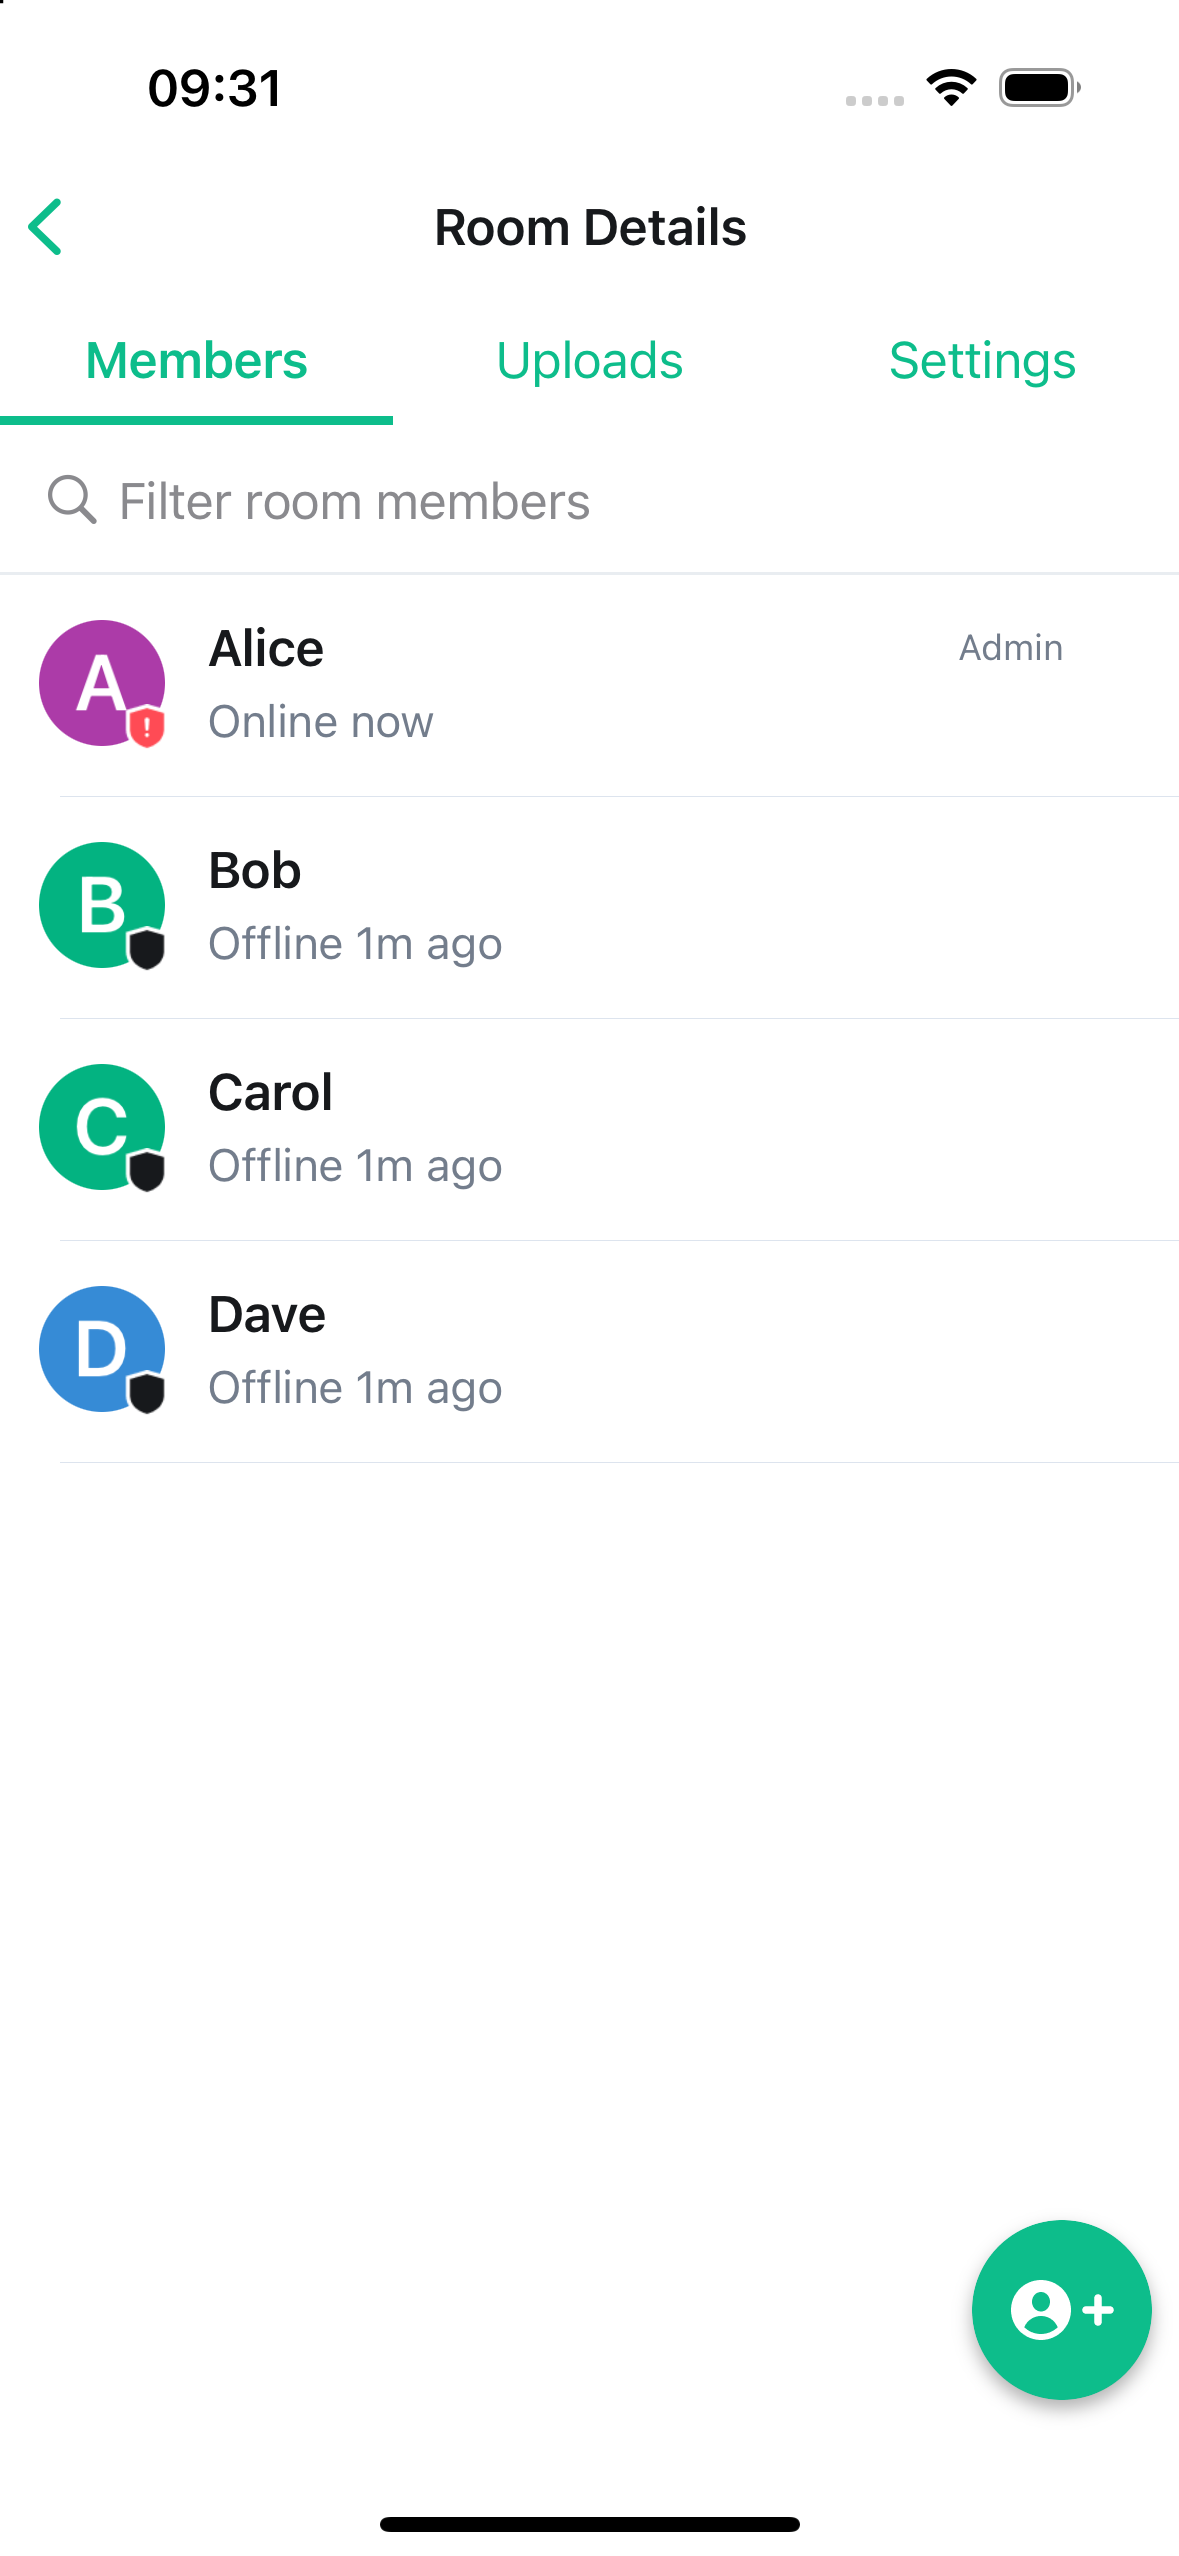 09:31
Room Details
Members Uploads Settings
Filter room members
A Alice Admin
Online now
B Bob
Offline 1m ago
C Carol
Offline 1m ago
D Dave
Offline 1m ago